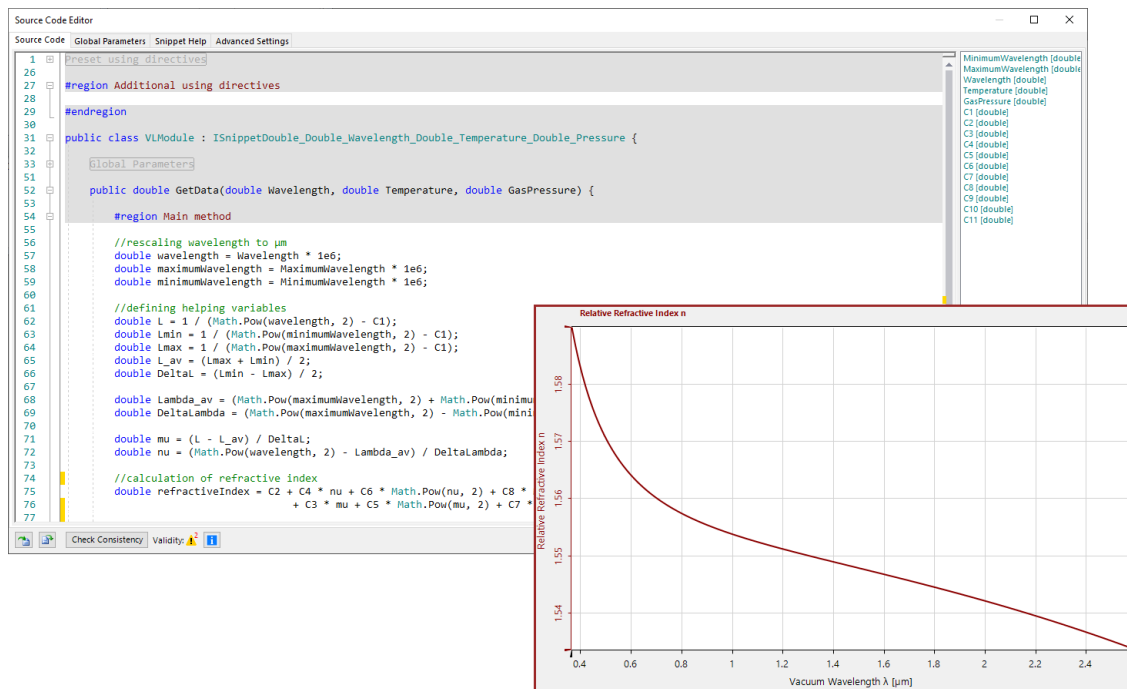 Source Code Editor
Source Code Global Parameters Snippet Help Advanced Settings
1 Preset using directives
26
27 #region Additional using directives
28
29 #endregion
30
31 public class VLModule : ISnippetDouble_Double_Wavelength_Double_Temperature_Double_Pressure {
32
33 Global Parameters
51
52 public double GetData(double Wavelength, double Temperature, double GasPressure) {
53
54 #region Main method
55
56 //rescaling wavelength to µm
57 double wavelength = Wavelength * 1e6;
58 double maximumWavelength = MaximumWavelength * 1e6;
59 double minimumWavelength = MinimumWavelength * 1e6;
60
61 //defining helping variables
62 double L = 1 / (Math.Pow(wavelength, 2) - C1);
63 double Lmin = 1 / (Math.Pow(minimumWavelength, 2) - C1);
64 double Lmax = 1 / (Math.Pow(maximumWavelength, 2) - C1);
65 double L_av = (Lmax + Lmin) / 2;
66 double DeltaL = (Lmin - Lmax) / 2;
67
68 double Lambda_av = (Math.Pow(maximumWavelength, 2) + Math.Pow(minimum
69 double DeltaLambda = (Math.Pow(maximumWavelength, 2) - Math.Pow(mini
70
71 double mu = (L - L_av) / DeltaL;
72 double nu = (Math.Pow(wavelength, 2) - Lambda_av) / DeltaLambda;
73
74 //calculation of refractive index
75 double refractiveIndex = C2 + C4 * nu + C6 * Math.Pow(nu, 2) + C8 *
76 + C3 * mu + C5 * Math.Pow(mu, 2) + C7 *
77
MinimumWavelength [double
MaximumWavelength [double
Wavelength [double]
Temperature [double]
GasPressure [double]
C1 [double]
C2 [double]
C3 [double]
C4 [double]
C5 [double]
C6 [double]
C7 [double]
C8 [double]
C9 [double]
C10 [double]
C11 [double]
Check Consistency Validity: 2
Relative Refractive Index n
Relative Refractive Index n
1.58
1.57
1.56
1.55
1.54
0.4 0.6 0.8 1 1.2 1.4 1.6 1.8 2 2.2 2.4
Vacuum Wavelength λ [µm]